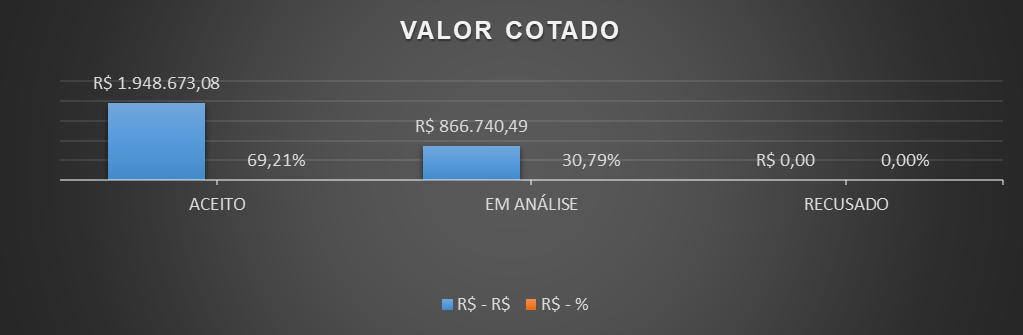 VALOR COTADO
R$ 1.948.673,08
69,21%
R$ 866.740,49
30,79%
R$ 0,00
0,00%
ACEITO
EM ANÁLISE
RECUSADO
R$ - R$
R$ - %